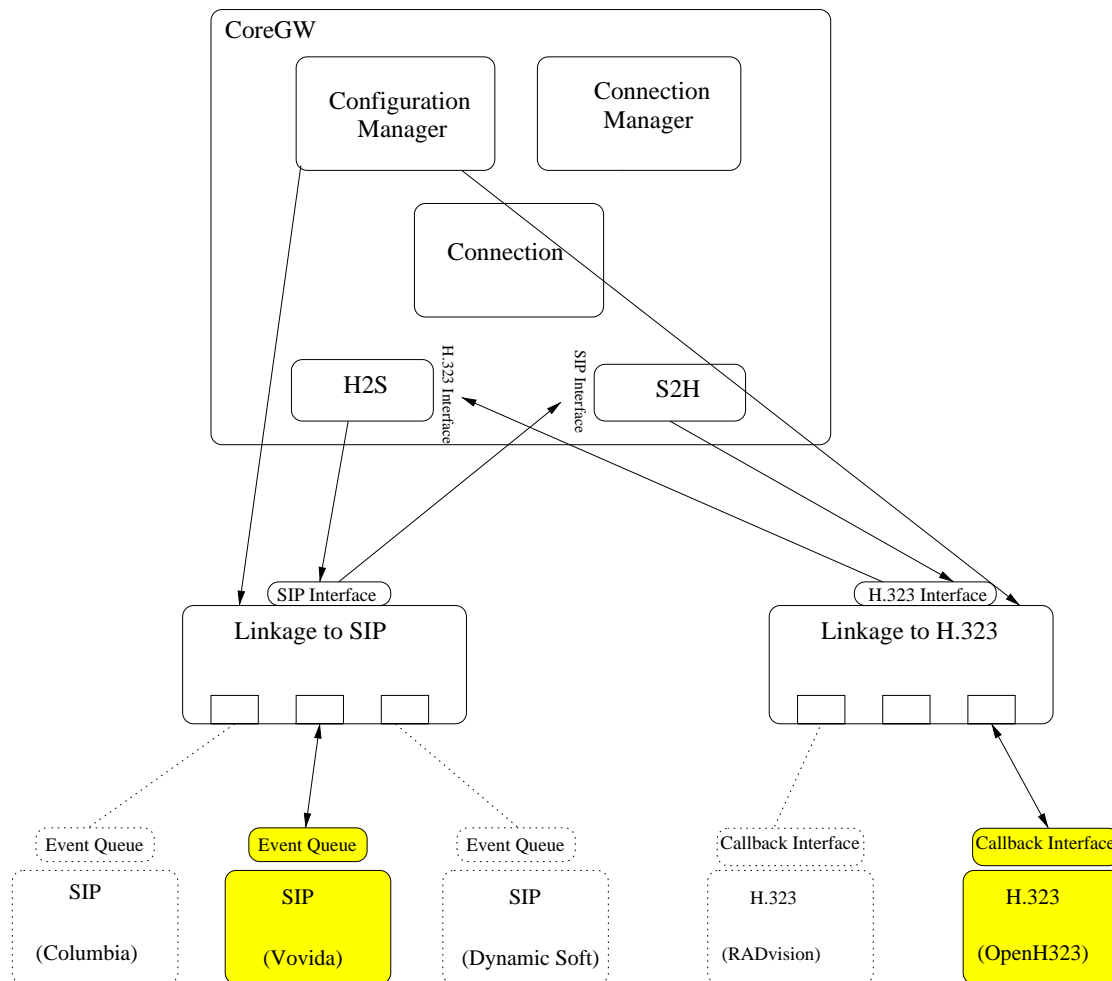 CoreGW
Configuration
Manager
Connection
Manager
Connection
H2S
H.323 Interface
SIP Interface
S2H
SIP Interface
Linkage to SIP
H.323 Interface
Linkage to H.323
Event Queue
Event Queue
Event Queue
Callback Interface
Callback Interface
SIP
(Columbia)
SIP
(Vovida)
SIP
(Dynamic Soft)
H.323
(RADvision)
H.323
(OpenH323)